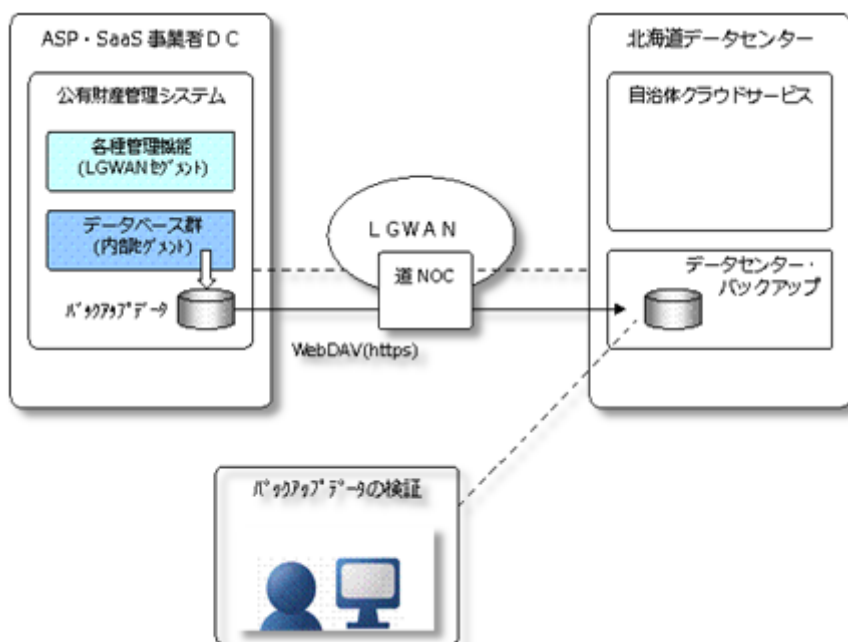 ASP・SaaS 事業者DC
公有財産管理システム
各種管理機能
(LGWANｾｸﾞﾒﾝﾄ)
データベース群
(内部ｾｸﾞﾒﾝﾄ)
ﾊﾞｯｸｱｯﾌﾟﾃﾞｰﾀ
LGWAN
道NOC
WebDAV(https)
北海道データセンター
自治体クラウドサービス
データセンター・
バックアップ
ﾊﾞｯｸｱｯﾌﾟﾃﾞｰﾀの検証